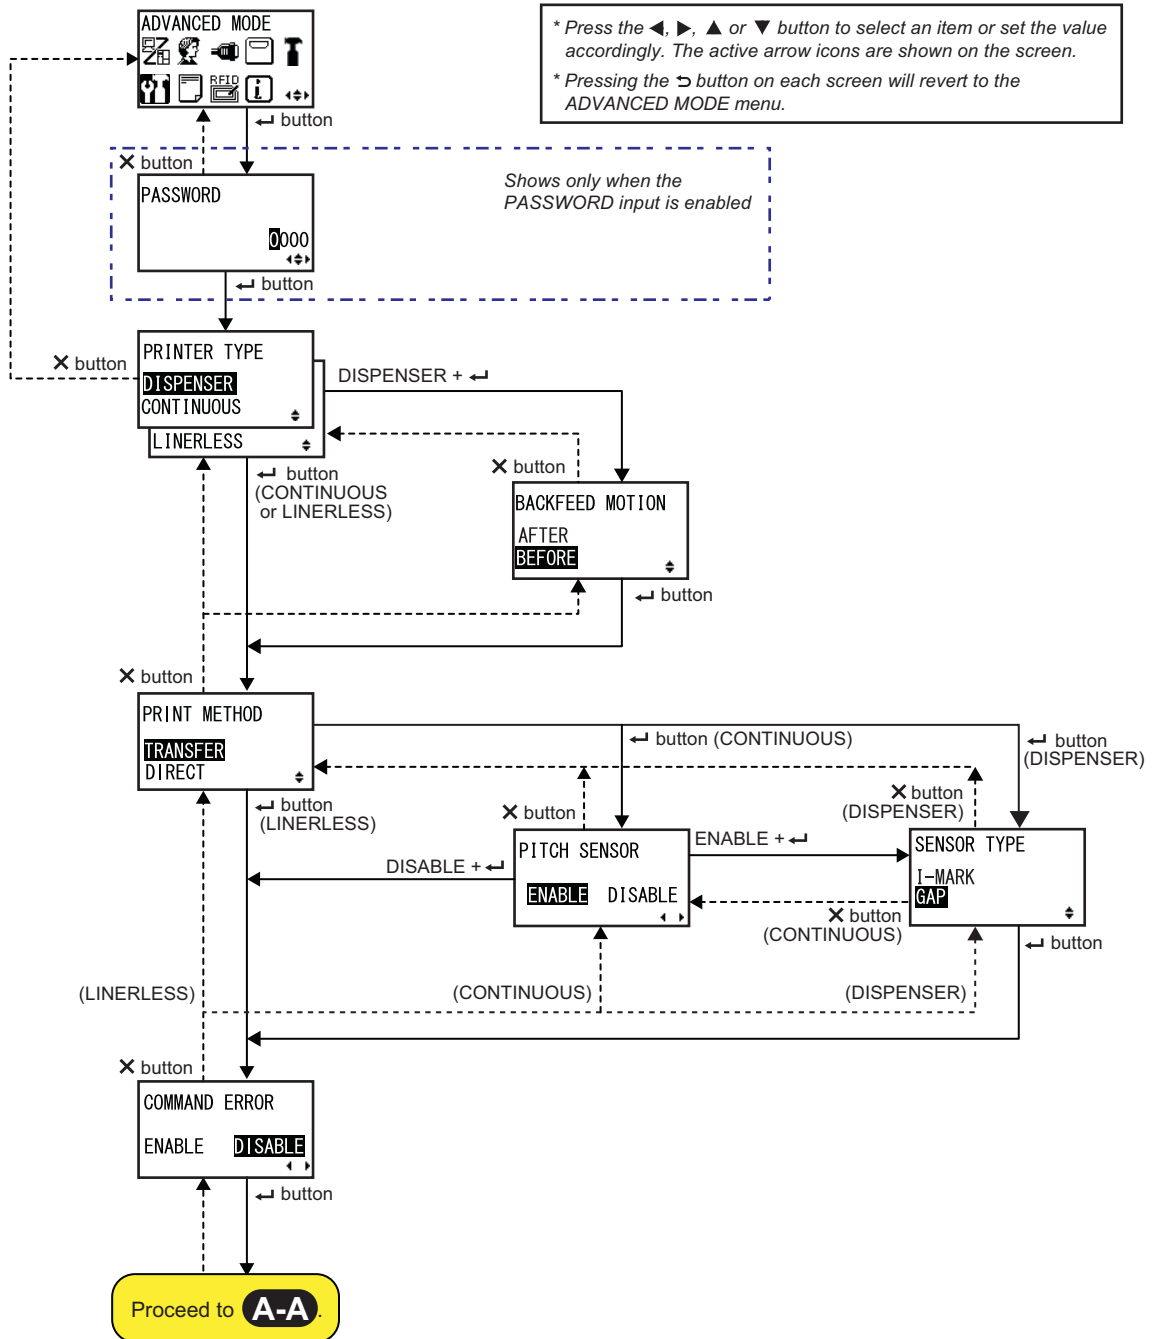 ADVANCED MODE
RFID
* Press the ◀, ▶, ▲ or ▼ button to select an item or set the value
accordingly. The active arrow icons are shown on the screen.
* Pressing the ⮌ button on each screen will revert to the
ADVANCED MODE menu.
↵ button
✕ button
Shows only when the
PASSWORD input is enabled
PASSWORD
0000
↵ button
PRINTER TYPE
DISPENSER
CONTINUOUS
LINERLESS
✕ button
DISPENSER + ↵
↵ button
(CONTINUOUS
or LINERLESS)
✕ button
BACKFEED MOTION
AFTER
BEFORE
↵ button
✕ button
PRINT METHOD
TRANSFER
DIRECT
↵ button (CONTINUOUS)
↵ button
(DISPENSER)
↵ button
(LINERLESS)
✕ button
✕ button
(DISPENSER)
PITCH SENSOR
ENABLE DISABLE
DISABLE + ↵
ENABLE + ↵
SENSOR TYPE
I-MARK
GAP
✕ button
(CONTINUOUS)
↵ button
(LINERLESS)
(CONTINUOUS)
(DISPENSER)
✕ button
COMMAND ERROR
ENABLE DISABLE
↵ button
Proceed to A-A.